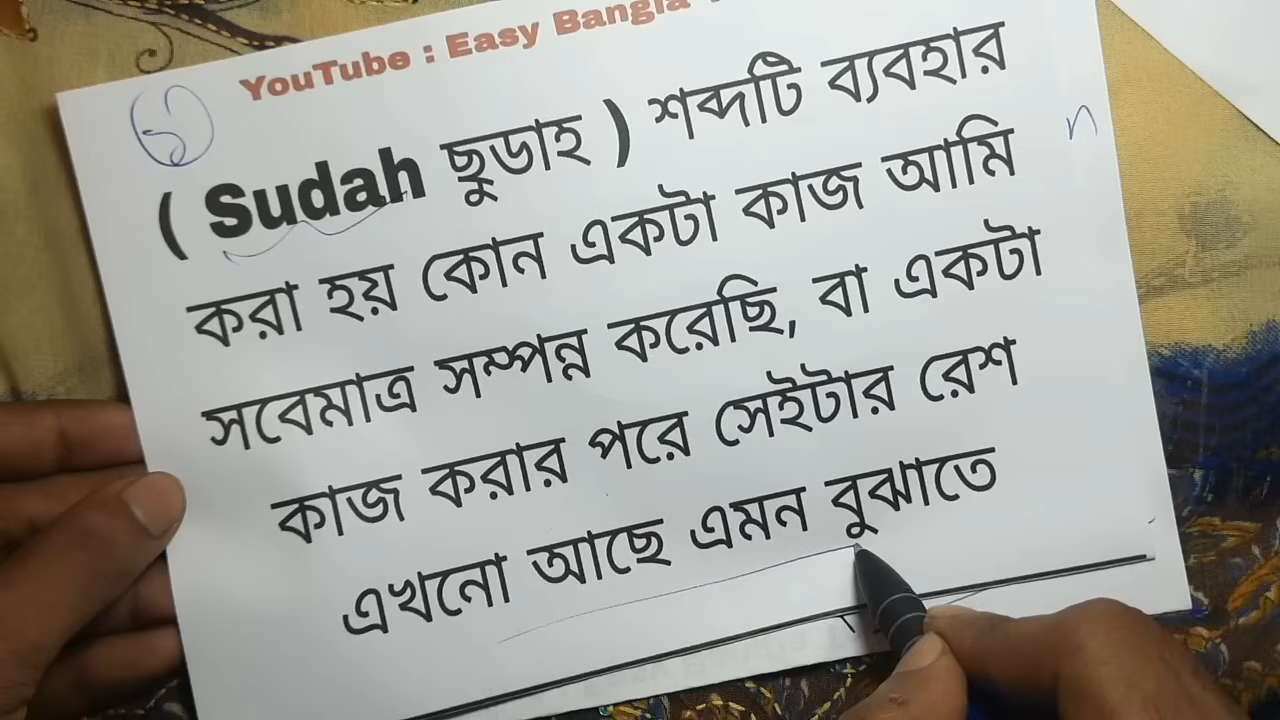 YouTube : Easy Bangla
( Sudah ছুডাহ ) শব্দটি ব্যবহার
করা হয় কোন একটা কাজ আমি
সবেমাত্র সম্পন্ন করেছি, বা একটা
কাজ করার পরে সেইটার রেশ
এখনো আছে এমন বুঝাতে